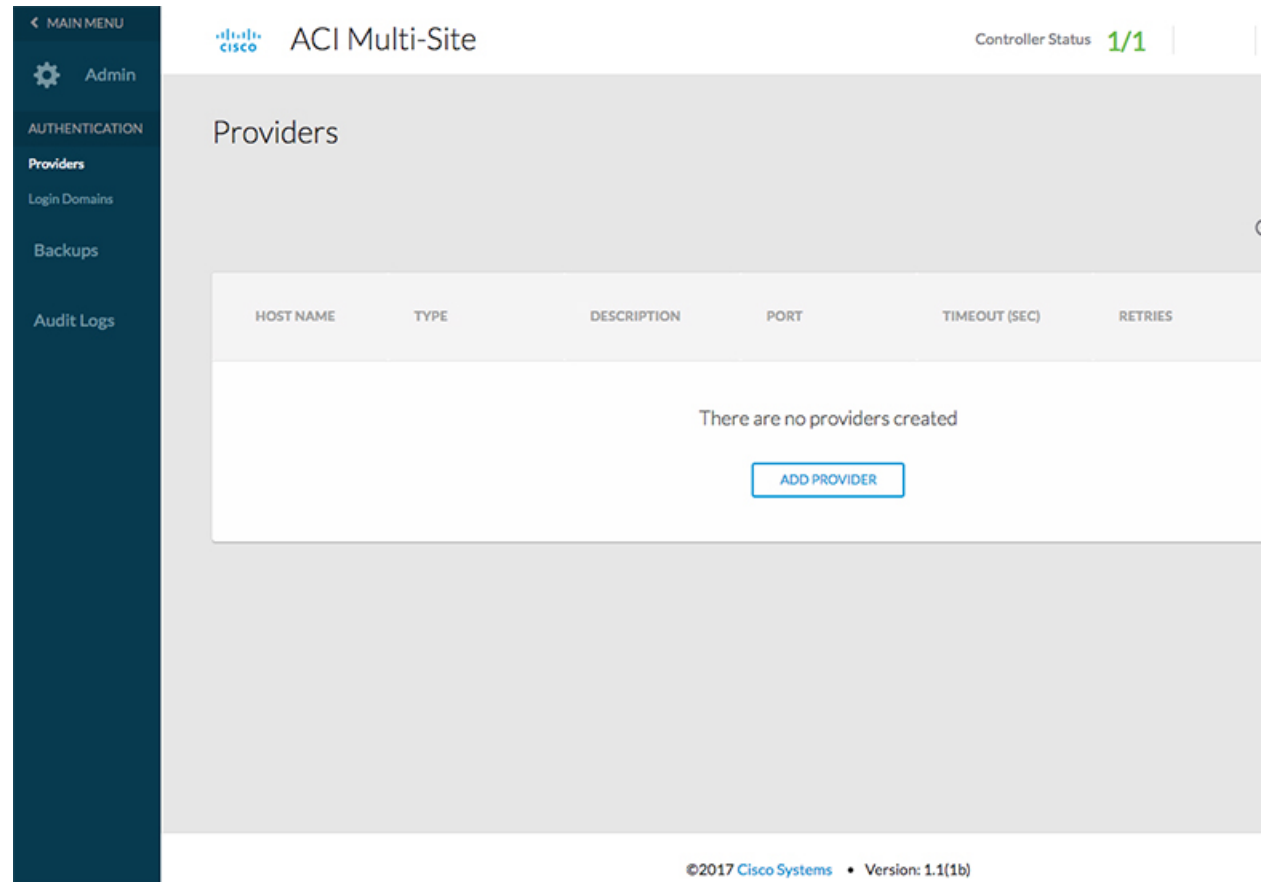 MAIN MENU
Admin
AUTHENTICATION
Providers
Login Domains
Backups
Audit Logs
CISCO ACI Multi-Site
Controller Status 1/1
Providers
HOST NAME TYPE DESCRIPTION PORT TIMEOUT (SEC) RETRIES
There are no providers created
ADD PROVIDER
©2017 Cisco Systems • Version: 1.1(1b)